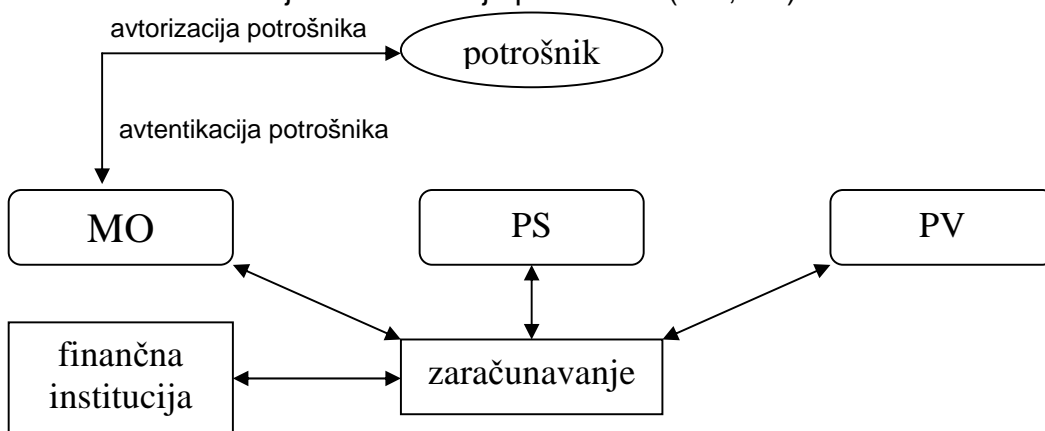 avtorizacija potrošnika
potrošnik
avtentikacija potrošnika
MO
PS
PV
finančna
institucija
zaračunavanje